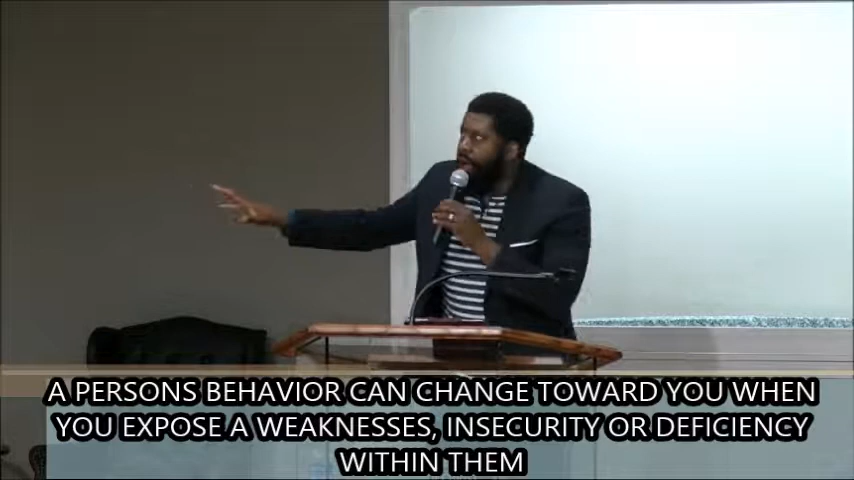 A PERSONS BEHAVIOR CAN CHANGE TOWARD YOU WHEN
YOU EXPOSE A WEAKNESSES, INSECURITY OR DEFICIENCY
WITHIN THEM